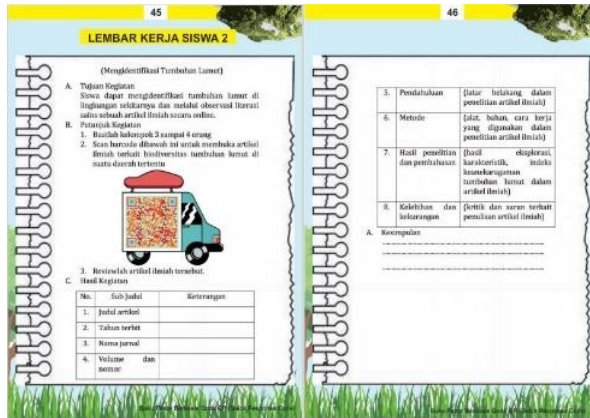 45
LEMBAR KERJA SISWA 2
(Mengidentifikasi Tumbuhan Lumut)
A. Tujuan Kegiatan
Siswa dapat mengidentifikasi tumbuhan lumut di
lingkungan sekitarnya dan melalui observasi literasi
sains sebuah artikel ilmiah secara online.
B. Petunjuk Kegiatan
1. Buatlah kelompok 3 sampai 4 orang
2. Scan barcode dibawah ini untuk membuka artikel
ilmiah terkait biodiversitas tumbuhan lumut di
suatu daerah tertentu
3. Reviewlah artikel ilmiah tersebut.
C. Hasil Kegiatan
No. Sub Judul Keterangan
1. Judul artikel
2. Tahun terbit
3. Nama jurnal
4. Volume dan
nomor
46
5. Pendahuluan (latar belakang dalam
penelitian artikel ilmiah)
6. Metode (alat, bahan, cara kerja
yang digunakan dalam
penelitian artikel ilmiah)
7. Hasil penelitian (hasil eksplorasi,
dan pembahasan karakteristik, indeks
keanekaragaman
tumbuhan lumut dalam
artikel ilmiah)
8. Kelebihan dan (kritik dan saran terkait
kekurangan penulisan artikel ilmiah)
A. Kesimpulan